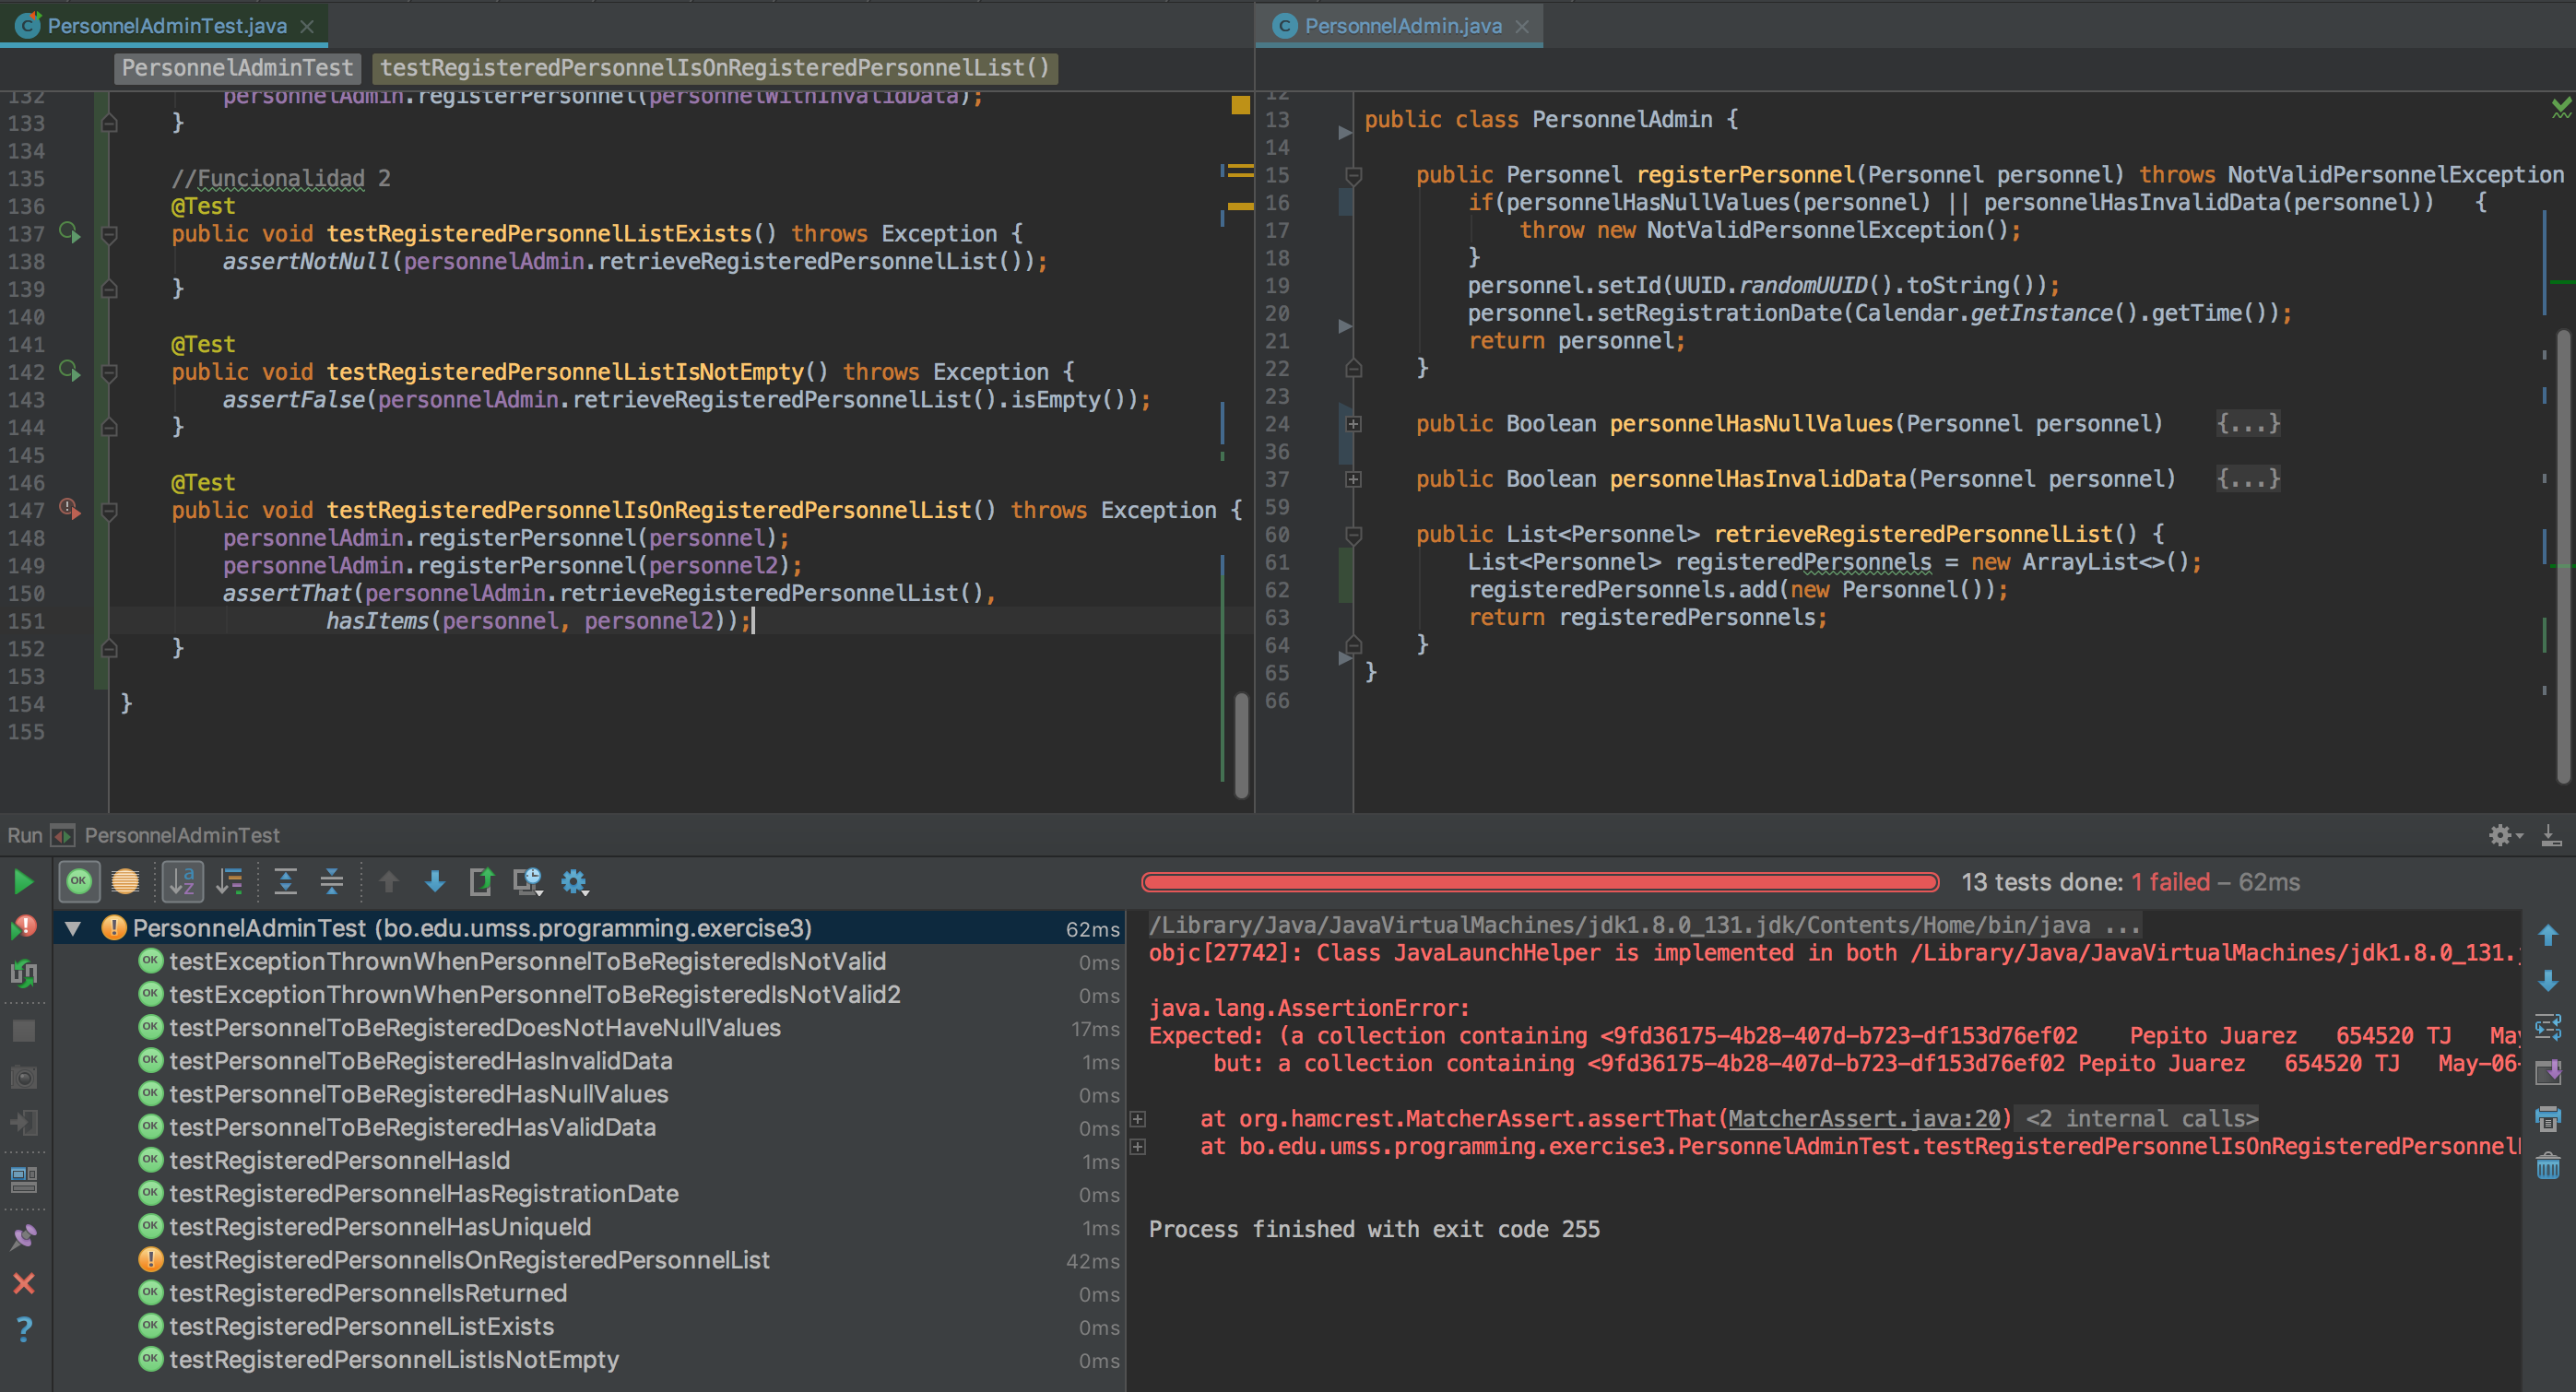 PersonnelAdminTest.java
PersonnelAdmin.java
PersonnelAdminTest
testRegisteredPersonnelIsOnRegisteredPersonnelList()
132 personnelAdmin.registerPersonnel(personnelWithInvalidData);
133 }
134
135 //Funcionalidad 2
136 @Test
137 public void testRegisteredPersonnelListExists() throws Exception {
138 assertNotNull(personnelAdmin.retrieveRegisteredPersonnelList());
139 }
140
141 @Test
142 public void testRegisteredPersonnelListIsNotEmpty() throws Exception {
143 assertFalse(personnelAdmin.retrieveRegisteredPersonnelList().isEmpty());
144 }
145
146 @Test
147 public void testRegisteredPersonnelIsOnRegisteredPersonnelList() throws Exception {
148 personnelAdmin.registerPersonnel(personnel);
149 personnelAdmin.registerPersonnel(personnel2);
150 assertThat(personnelAdmin.retrieveRegisteredPersonnelList(),
151 hasItems(personnel, personnel2));
152 }
153
154 }
155
12
13 public class PersonnelAdmin {
14
15 public Personnel registerPersonnel(Personnel personnel) throws NotValidPersonnelException
16 if(personnelHasNullValues(personnel) || personnelHasInvalidData(personnel)) {
17 throw new NotValidPersonnelException();
18 }
19 personnel.setId(UUID.randomUUID().toString());
20 personnel.setRegistrationDate(Calendar.getInstance().getTime());
21 return personnel;
22 }
23
24 public Boolean personnelHasNullValues(Personnel personnel) {...}
36
37 public Boolean personnelHasInvalidData(Personnel personnel) {...}
59
60 public List<Personnel> retrieveRegisteredPersonnelList() {
61 List<Personnel> registeredPersonnels = new ArrayList<>();
62 registeredPersonnels.add(new Personnel());
63 return registeredPersonnels;
64 }
65 }
66
Run PersonnelAdminTest
13 tests done: 1 failed – 62ms
PersonnelAdminTest (bo.edu.umss.programming.exercise3) 62ms
OK testExceptionThrownWhenPersonnelToBeRegisteredIsNotValid 0ms
OK testExceptionThrownWhenPersonnelToBeRegisteredIsNotValid2 0ms
OK testPersonnelToBeRegisteredDoesNotHaveNullValues 17ms
OK testPersonnelToBeRegisteredHasInvalidData 1ms
OK testPersonnelToBeRegisteredHasNullValues 0ms
OK testPersonnelToBeRegisteredHasValidData 0ms
OK testRegisteredPersonnelHasId 1ms
OK testRegisteredPersonnelHasRegistrationDate 0ms
OK testRegisteredPersonnelHasUniqueId 1ms
testRegisteredPersonnelIsOnRegisteredPersonnelList 42ms
OK testRegisteredPersonnelIsReturned 0ms
OK testRegisteredPersonnelListExists 0ms
OK testRegisteredPersonnelListIsNotEmpty 0ms
/Library/Java/JavaVirtualMachines/jdk1.8.0_131.jdk/Contents/Home/bin/java ...
objc[27742]: Class JavaLaunchHelper is implemented in both /Library/Java/JavaVirtualMachines/jdk1.8.0_131.
java.lang.AssertionError:
Expected: (a collection containing <9fd36175-4b28-407d-b723-df153d76ef02 Pepito Juarez 654520 TJ May
but: a collection containing <9fd36175-4b28-407d-b723-df153d76ef02 Pepito Juarez 654520 TJ May-06-
at org.hamcrest.MatcherAssert.assertThat(MatcherAssert.java:20) <2 internal calls>
at bo.edu.umss.programming.exercise3.PersonnelAdminTest.testRegisteredPersonnelIsOnRegisteredPersonnel
Process finished with exit code 255